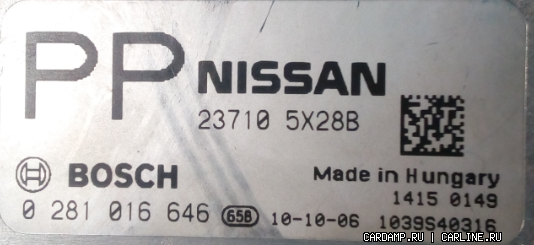 PP NISSAN
23710 5X28B
BOSCH Made in Hungary
1415 0149
0 281 016 646 658 10-10-06 1039S40316
CARDAMP.RU | CARLINE.RU